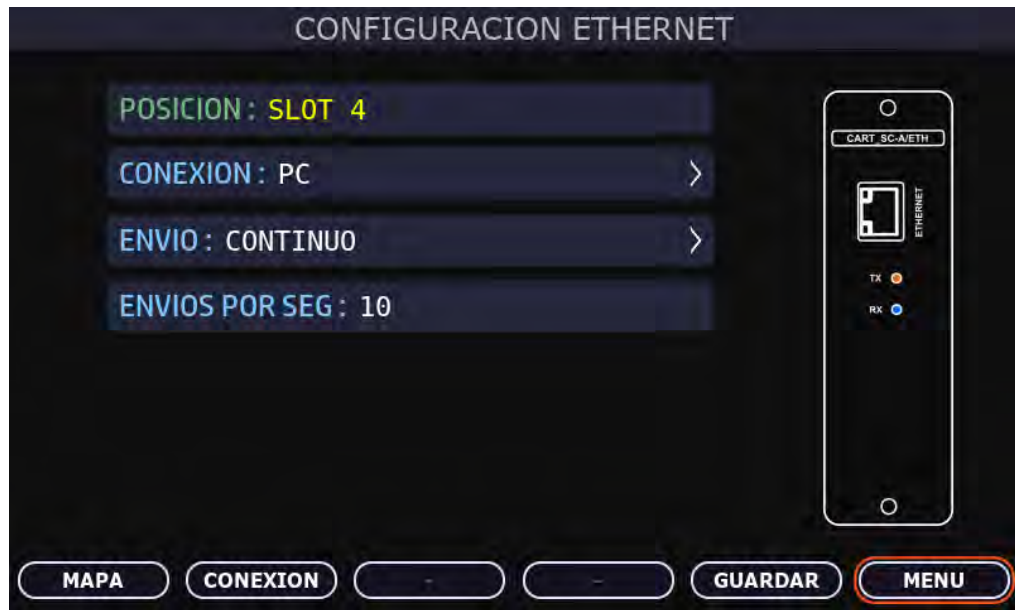 CONFIGURACION ETHERNET
POSICION : SLOT 4
CONEXION : PC
ENVIO : CONTINUO
ENVIOS POR SEG : 10
CART_SC-A/ETH
ETHERNET
TX
RX
MAPA
CONEXION
-
-
GUARDAR
MENU